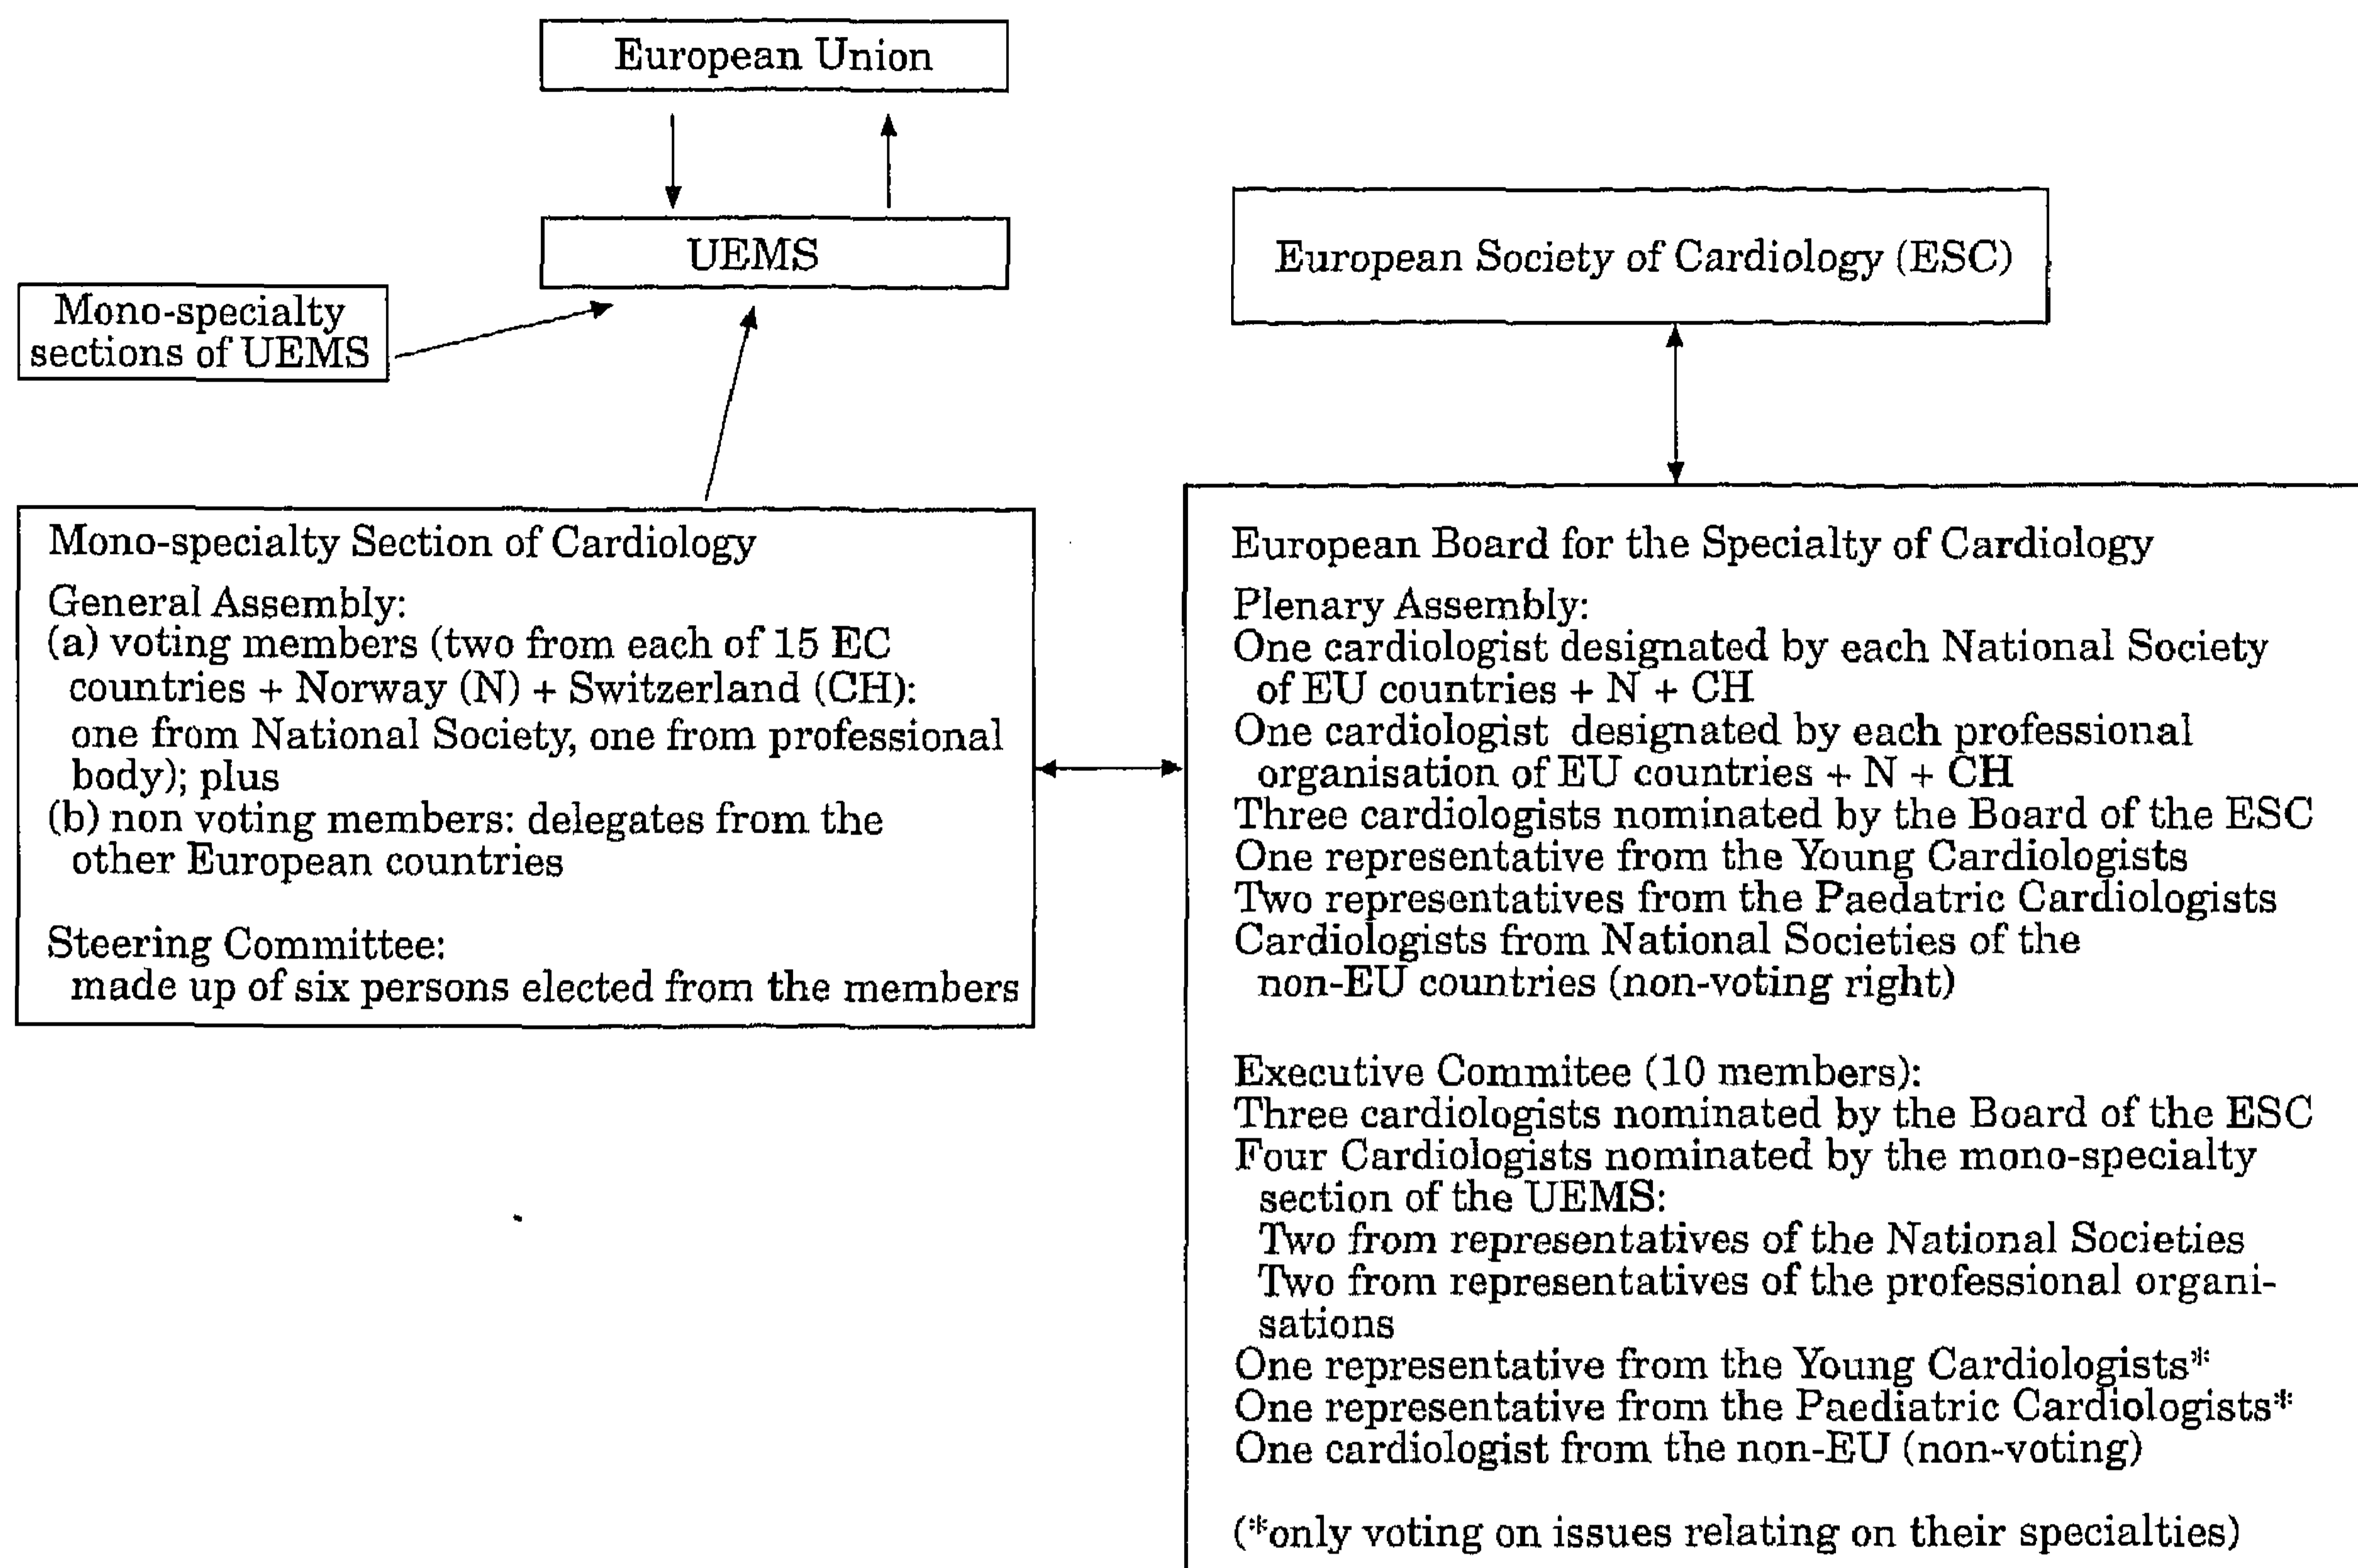 European Union
UEMS
European Society of Cardiology (ESC)
Mono-specialty
sections of UEMS
Mono-specialty Section of Cardiology
General Assembly:
(a) voting members (two from each of 15 EC
countries + Norway (N) + Switzerland (CH):
one from National Society, one from professional
body); plus
(b) non voting members: delegates from the
other European countries
Steering Committee:
made up of six persons elected from the members
European Board for the Specialty of Cardiology
Plenary Assembly:
One cardiologist designated by each National Society
of EU countries + N + CH
One cardiologist designated by each professional
organisation of EU countries + N + CH
Three cardiologists nominated by the Board of the ESC
One representative from the Young Cardiologists
Two representatives from the Paedatric Cardiologists
Cardiologists from National Societies of the
non-EU countries (non-voting right)
Executive Commitee (10 members):
Three cardiologists nominated by the Board of the ESC
Four Cardiologists nominated by the mono-specialty
section of the UEMS:
Two from representatives of the National Societies
Two from representatives of the professional organi-
sations
One representative from the Young Cardiologists*
One representative from the Paediatric Cardiologists*
One cardiologist from the non-EU (non-voting)
(*only voting on issues relating on their specialties)